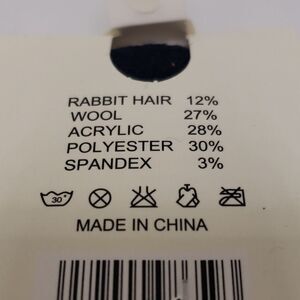 RABBIT HAIR 12%
WOOL 27%
ACRYLIC 28%
POLYESTER 30%
SPANDEX 3%
30°
MADE IN CHINA